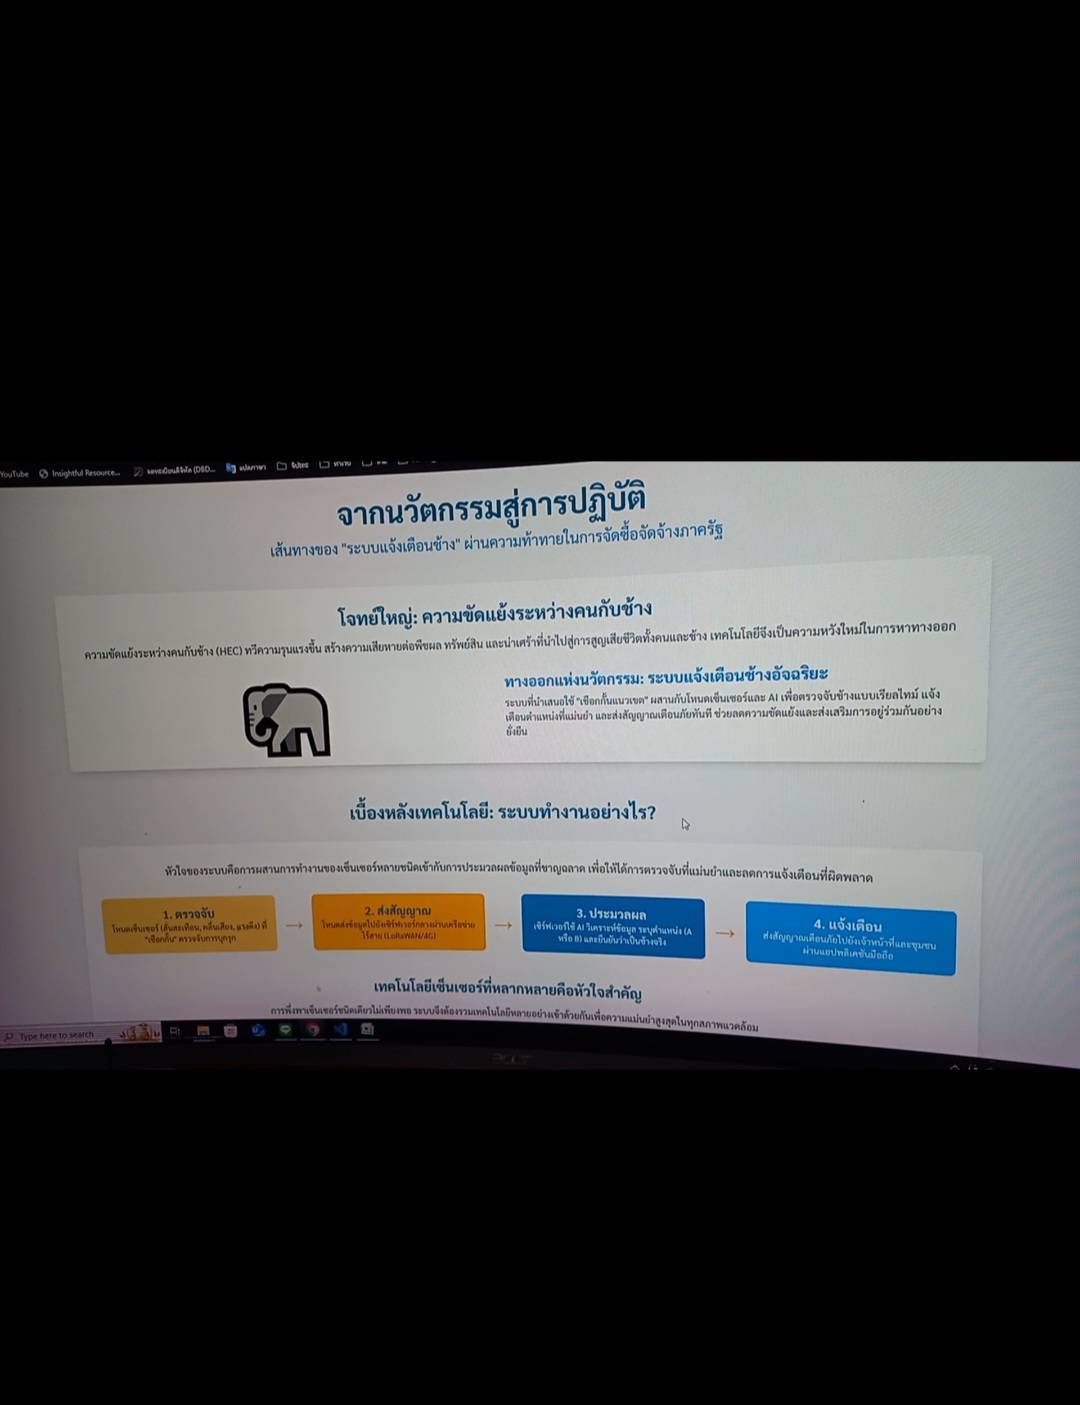 YouTube Insightful Resource... จดทะเบียนดิจิทัล (DBD... แปลภาษา
จากนวัตกรรมสู่การปฏิบัติ
เส้นทางของ "ระบบแจ้งเตือนช้าง" ผ่านความท้าทายในการจัดซื้อจัดจ้างภาครัฐ
โจทย์ใหญ่: ความขัดแย้งระหว่างคนกับช้าง
ความขัดแย้งระหว่างคนกับช้าง (HEC) ทวีความรุนแรงขึ้น สร้างความเสียหายต่อพืชผล ทรัพย์สิน และน่าเศร้าที่นำไปสู่การสูญเสียชีวิตทั้งคนและช้าง เทคโนโลยีจึงเป็นความหวังใหม่ในการหาทางออก
ทางออกแห่งนวัตกรรม: ระบบแจ้งเตือนช้างอัจฉริยะ
ระบบที่นำเสนอใช้ "เชือกกั้นแนวเขต" ผสานกับโหนดเซ็นเซอร์และ AI เพื่อตรวจจับช้างแบบเรียลไทม์ แจ้ง
เตือนตำแหน่งที่แม่นยำ และส่งสัญญาณเตือนภัยทันที ช่วยลดความขัดแย้งและส่งเสริมการอยู่ร่วมกันอย่าง
ยั่งยืน
เบื้องหลังเทคโนโลยี: ระบบทำงานอย่างไร?
หัวใจของระบบคือการผสานการทำงานของเซ็นเซอร์หลายชนิดเข้ากับการประมวลผลข้อมูลที่ชาญฉลาด เพื่อให้ได้การตรวจจับที่แม่นยำและลดการแจ้งเตือนที่ผิดพลาด
1. ตรวจจับ
โหนดเซ็นเซอร์ (สั่นสะเทือน, คลื่นเสียง, แรงดึง) ที่
"เชือกกั้น" ตรวจจับการบุกรุก
2. ส่งสัญญาณ
โหนดส่งข้อมูลไปยังเซิร์ฟเวอร์กลางผ่านเครือข่าย
ไร้สาย (LoRaWAN/4G)
3. ประมวลผล
เซิร์ฟเวอร์ใช้ AI วิเคราะห์ข้อมูล ระบุตำแหน่ง (A
หรือ B) และยืนยันว่าเป็นช้างจริง
4. แจ้งเตือน
ส่งสัญญาณเตือนภัยไปยังเจ้าหน้าที่และชุมชน
ผ่านแอปพลิเคชันมือถือ
เทคโนโลยีเซ็นเซอร์ที่หลากหลายคือหัวใจสำคัญ
การพึ่งพาเซ็นเซอร์ชนิดเดียวไม่เพียงพอ ระบบจึงต้องรวมเทคโนโลยีหลายอย่างเข้าด้วยกันเพื่อความแม่นยำสูงสุดในทุกสภาพแวดล้อม
Type here to search
acer